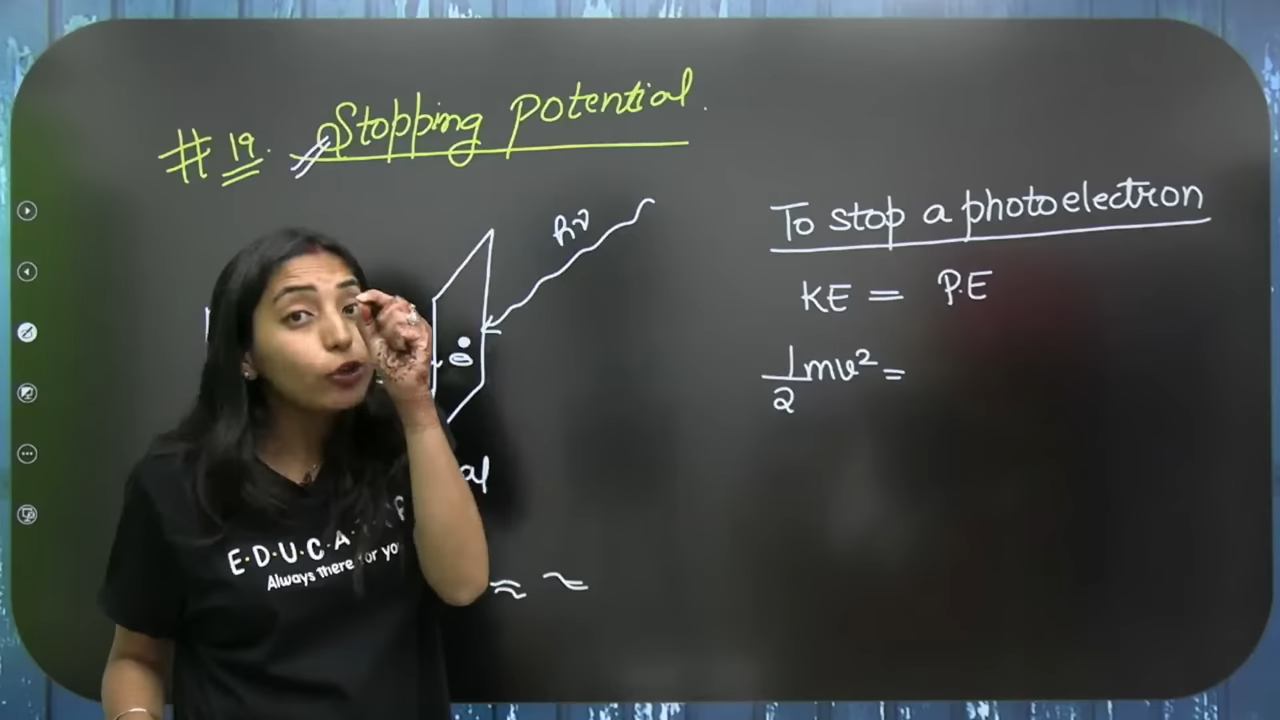 # 19. Stopping potential.
hν
To stop a photoelectron
KE = P.E
1/2 mv² =
E·D·U·C·A
Always there for you